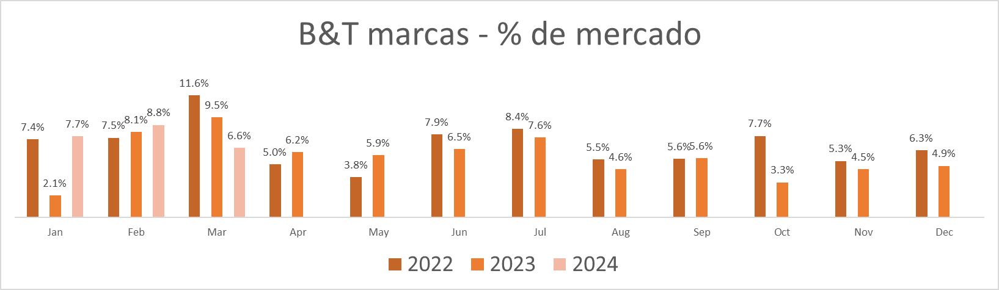 B&T marcas - % de mercado
7.4% 2.1% 7.7% 7.5% 8.1% 8.8% 11.6% 9.5% 6.6% 5.0% 6.2% 3.8% 5.9% 7.9% 6.5% 8.4% 7.6% 5.5% 4.6% 5.6% 5.6% 7.7% 3.3% 5.3% 4.5% 6.3% 4.9%
Jan Feb Mar Apr May Jun Jul Aug Sep Oct Nov Dec
2022 2023 2024